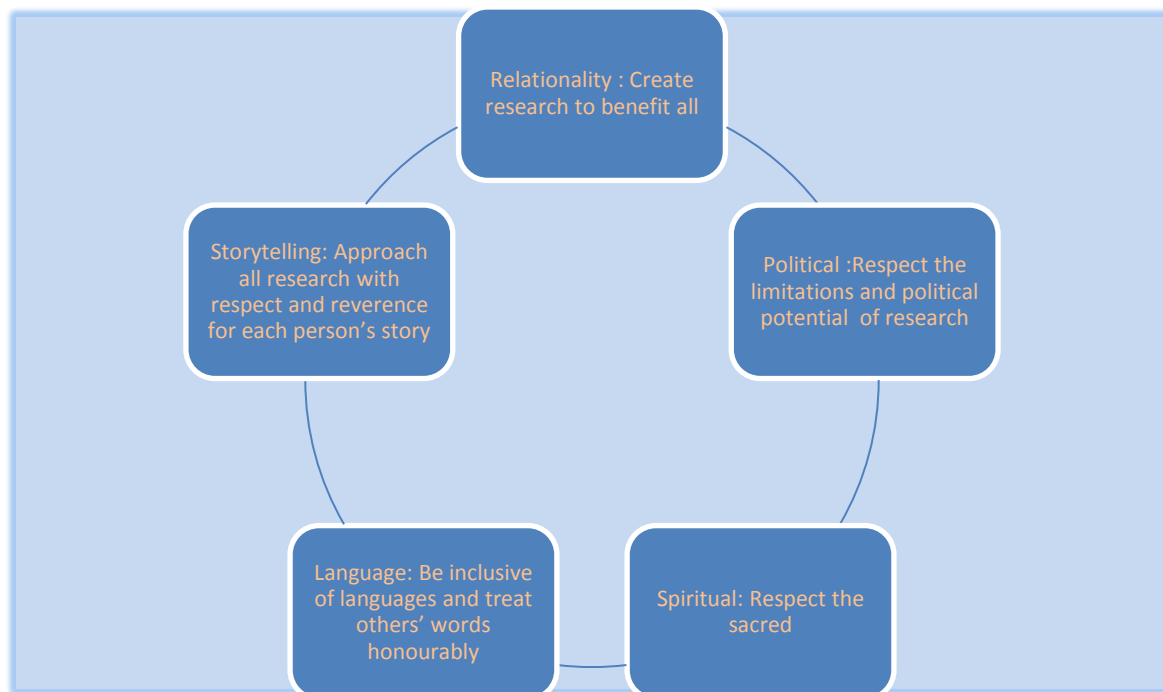 Relationality : Create
research to benefit all
Political :Respect the
limitations and political
potential  of research
Spiritual: Respect the
sacred
Language: Be inclusive
of languages and treat
others’ words
honourably
Storytelling: Approach
all research with
respect and reverence
for each person’s story